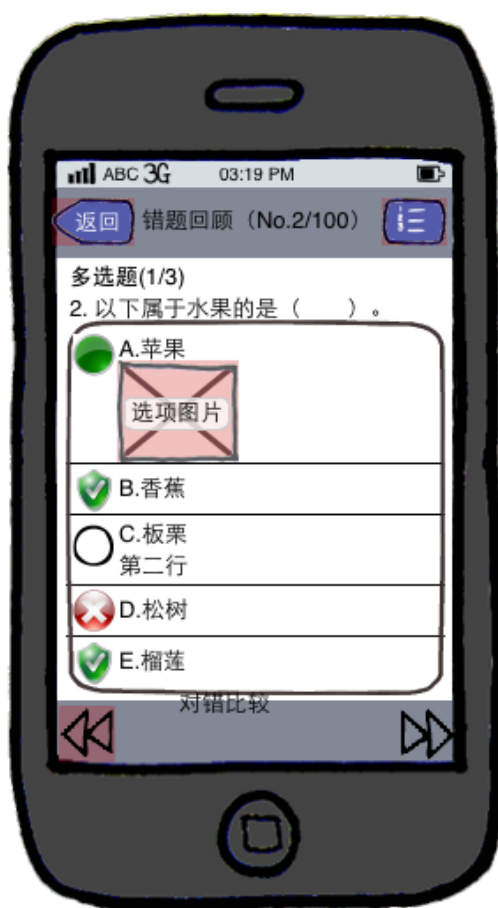 ABC 3G 03:19 PM
返回 错题回顾（No.2/100）
多选题(1/3)
2. 以下属于水果的是（　　）。
A.苹果
选项图片
B.香蕉
C.板栗
第二行
D.松树
E.榴莲
对错比较